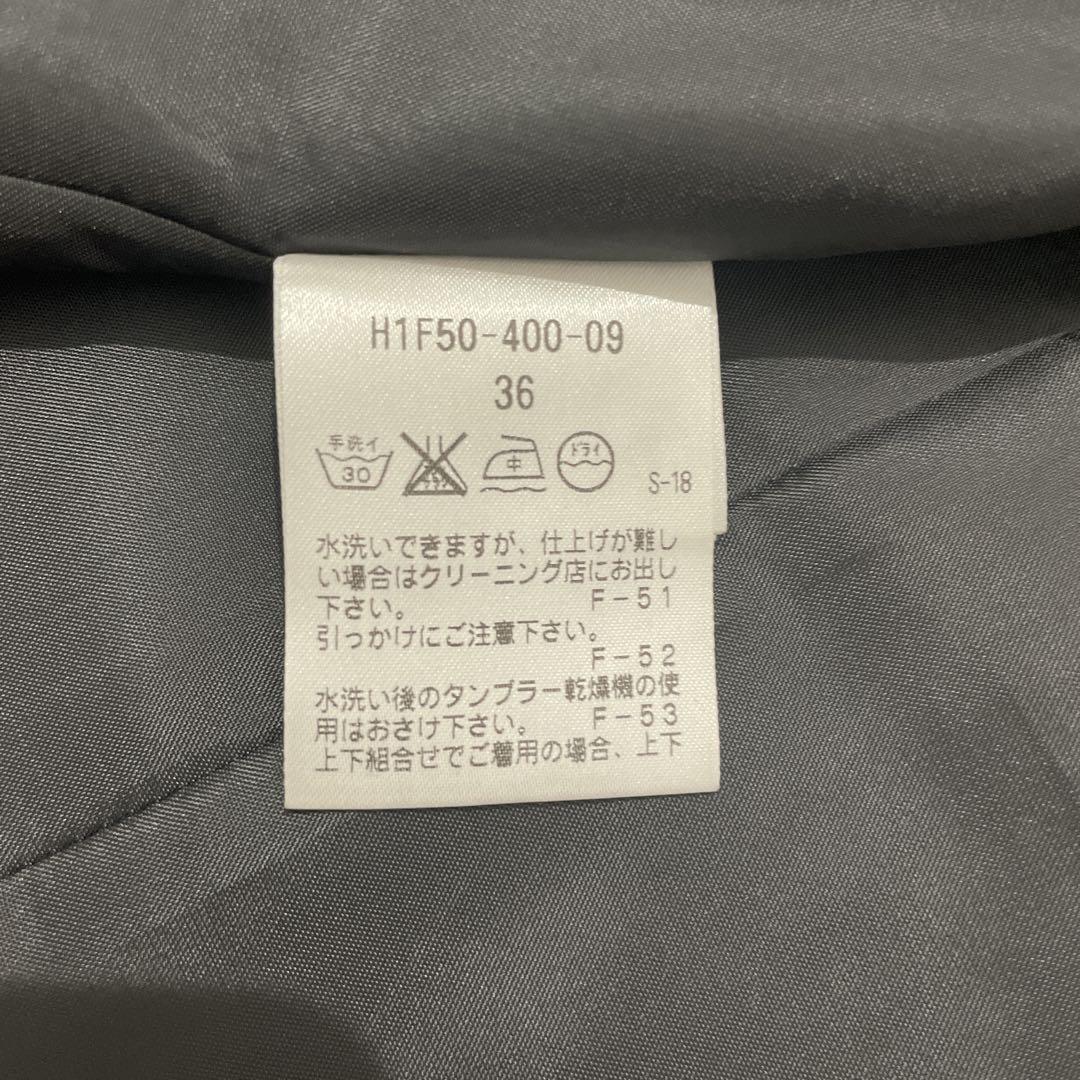 H1F50-400-09
36
手洗イ
30
中
ドライ
S-18
水洗いできますが、仕上げが難し
い場合はクリーニング店にお出し
下さい。 F-51
引っかけにご注意下さい。
F-52
水洗い後のタンブラー乾燥機の使
用はおさけ下さい。 F-53
上下組合せでご着用の場合、上下